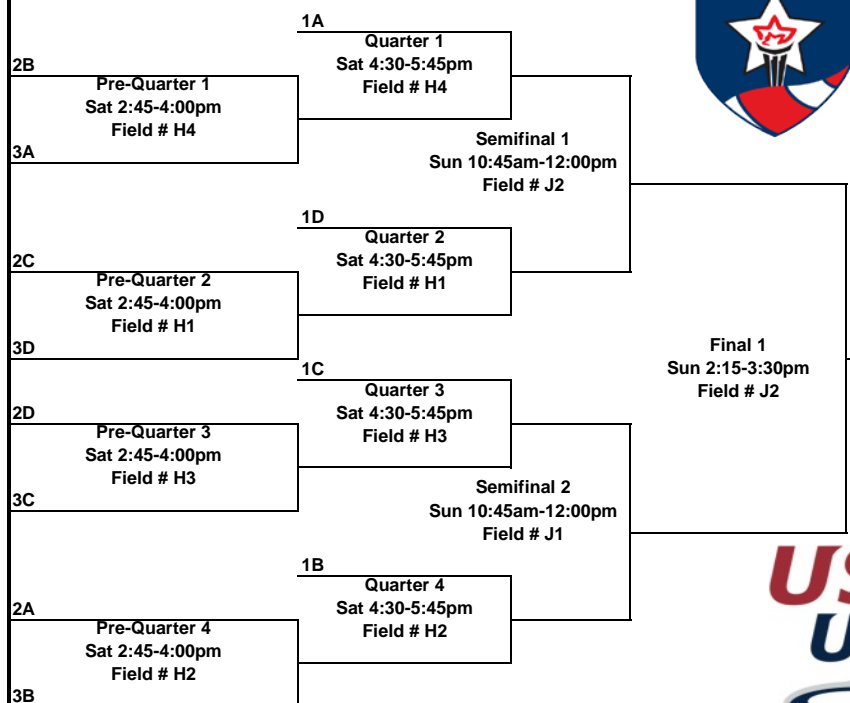 1A
Quarter 1
Sat 4:30-5:45pm
Field # H4
2B
Pre-Quarter 1
Sat 2:45-4:00pm
Field # H4
3A
Semifinal 1
Sun 10:45am-12:00pm
Field # J2
1D
Quarter 2
Sat 4:30-5:45pm
Field # H1
2C
Pre-Quarter 2
Sat 2:45-4:00pm
Field # H1
3D
Final 1
Sun 2:15-3:30pm
Field # J2
1C
Quarter 3
Sat 4:30-5:45pm
Field # H3
2D
Pre-Quarter 3
Sat 2:45-4:00pm
Field # H3
3C
Semifinal 2
Sun 10:45am-12:00pm
Field # J1
1B
Quarter 4
Sat 4:30-5:45pm
Field # H2
2A
Pre-Quarter 4
Sat 2:45-4:00pm
Field # H2
3B
US
U